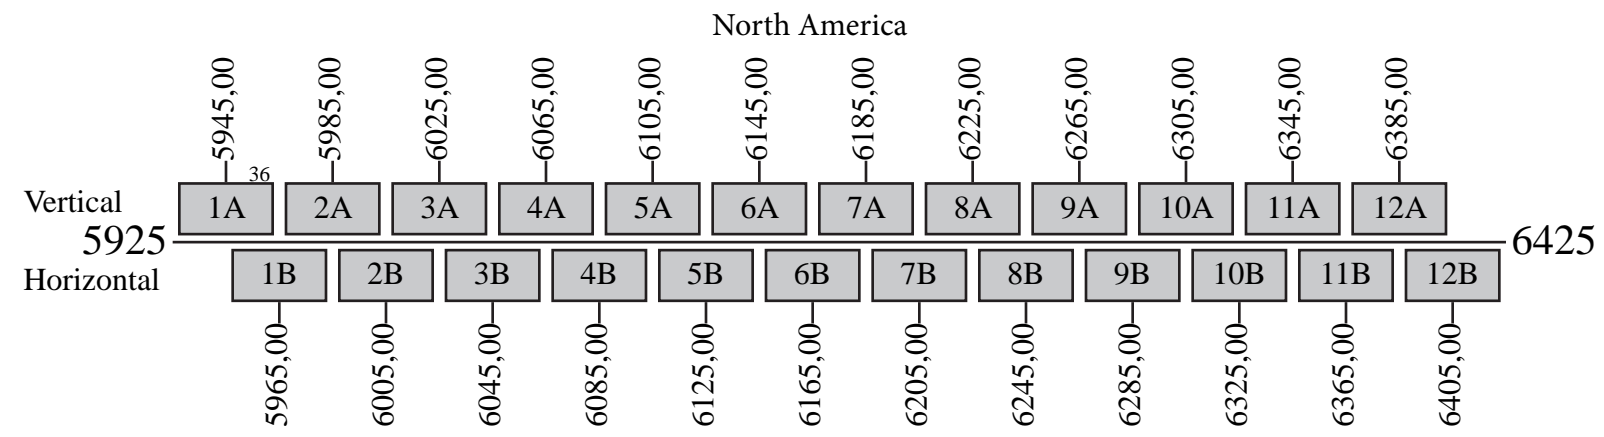 North America
5945,00 5985,00 6025,00 6065,00 6105,00 6145,00 6185,00 6225,00 6265,00 6305,00 6345,00 6385,00
36
Vertical 1A 2A 3A 4A 5A 6A 7A 8A 9A 10A 11A 12A
5925 6425
Horizontal 1B 2B 3B 4B 5B 6B 7B 8B 9B 10B 11B 12B
5965,00 6005,00 6045,00 6085,00 6125,00 6165,00 6205,00 6245,00 6285,00 6325,00 6365,00 6405,00